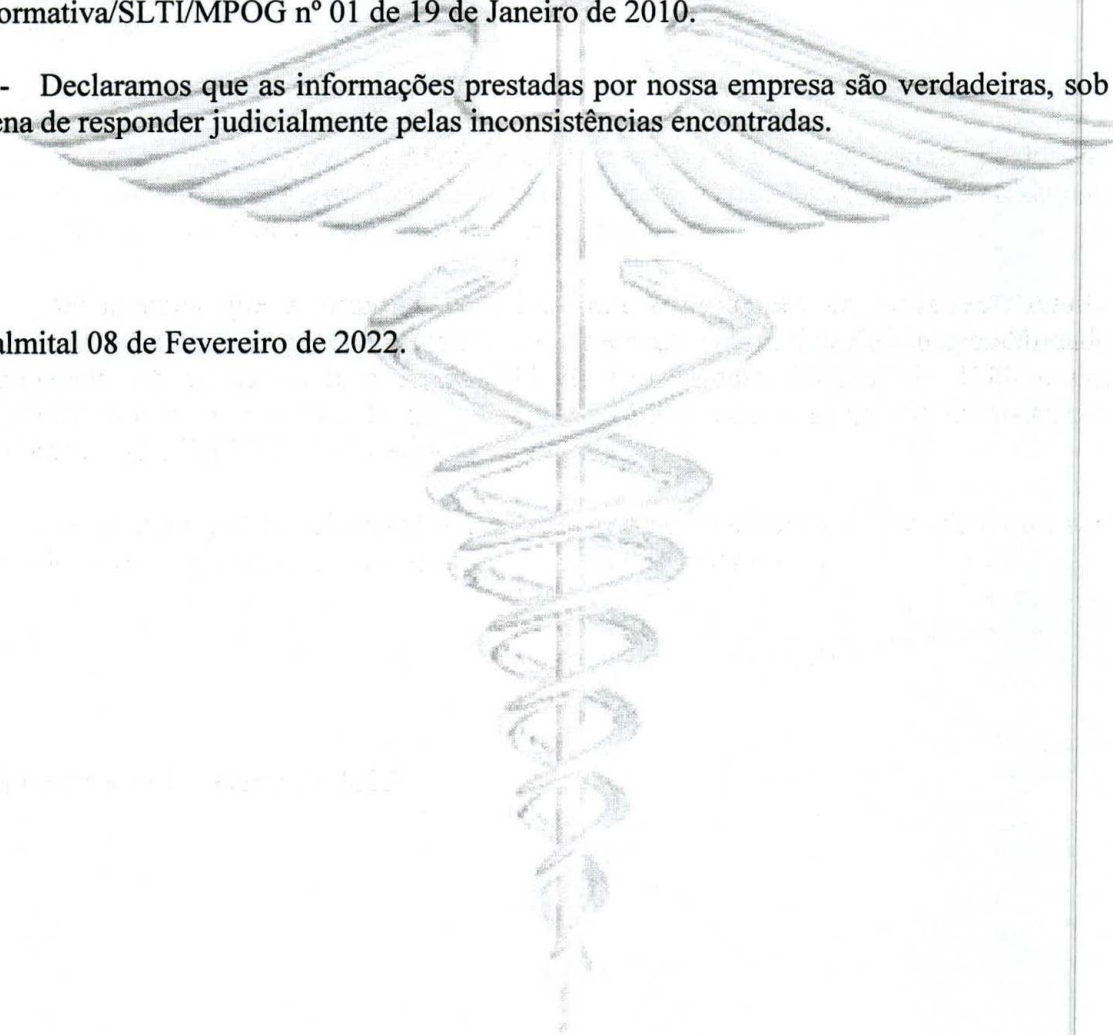 ormativa/SLTI/MPOG nº 01 de 19 de Janeiro de 2010.
- Declaramos que as informações prestadas por nossa empresa são verdadeiras, sob
ena de responder judicialmente pelas inconsistências encontradas.
almital 08 de Fevereiro de 2022.